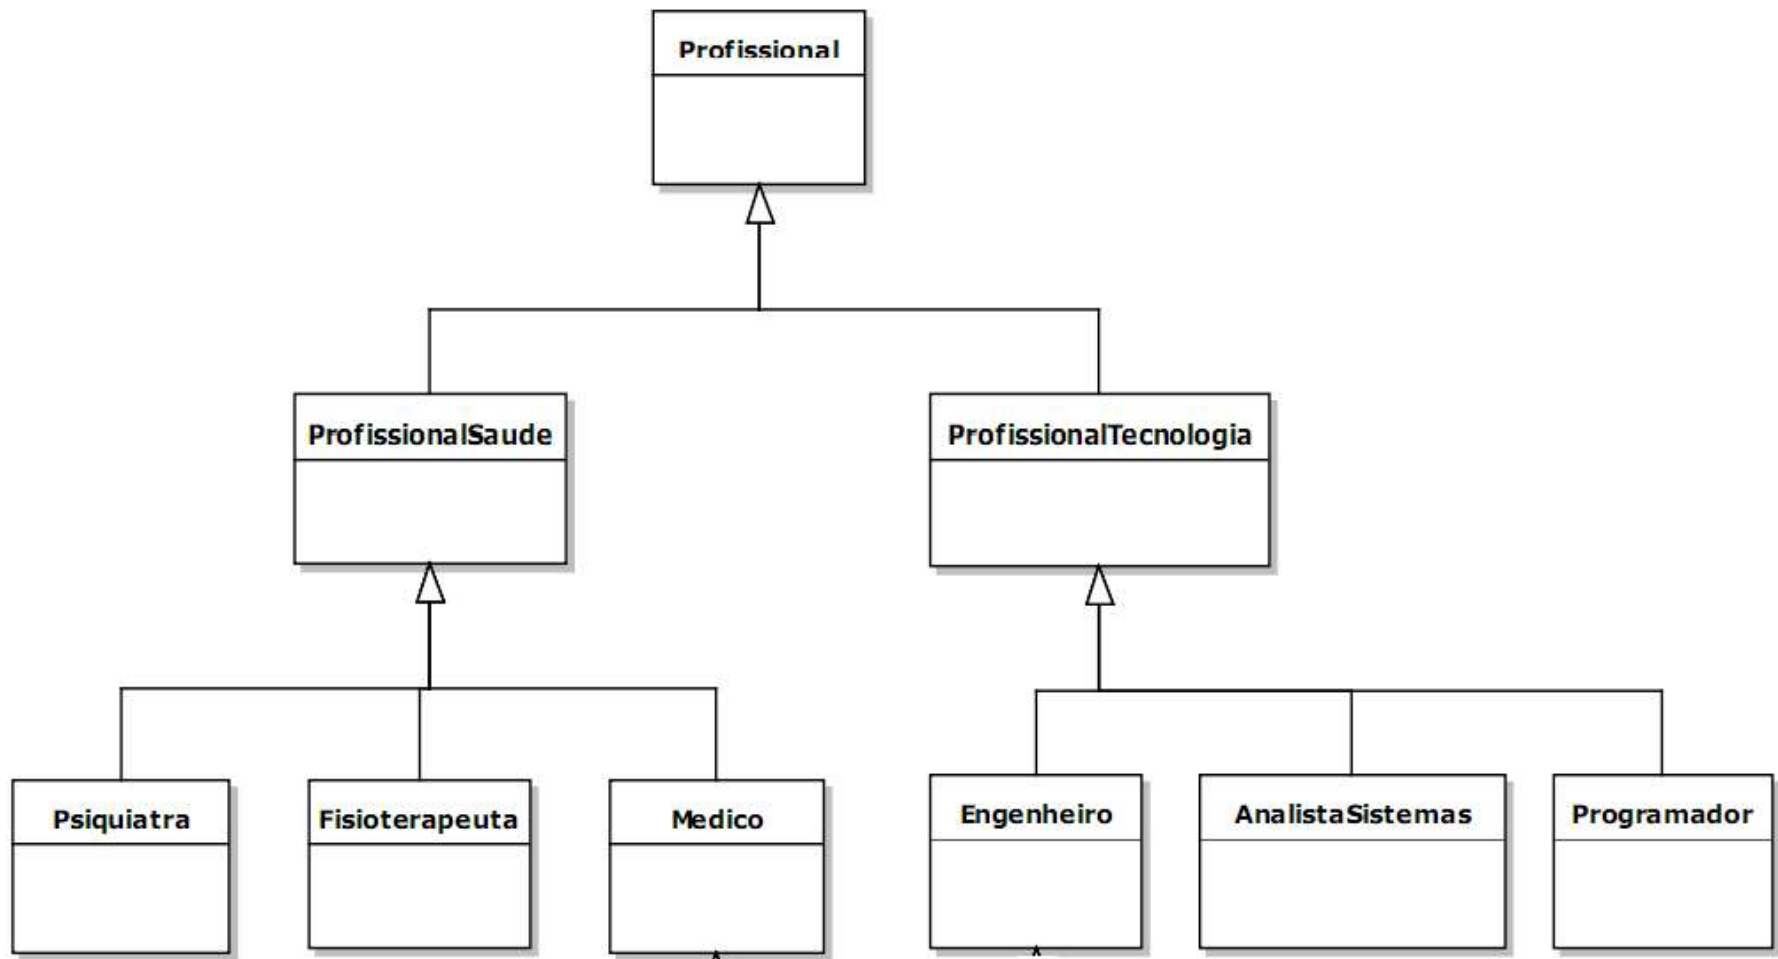 Profissional
ProfissionalSaude
ProfissionalTecnologia
Psiquiatra
Fisioterapeuta
Medico
Engenheiro
AnalistaSistemas
Programador